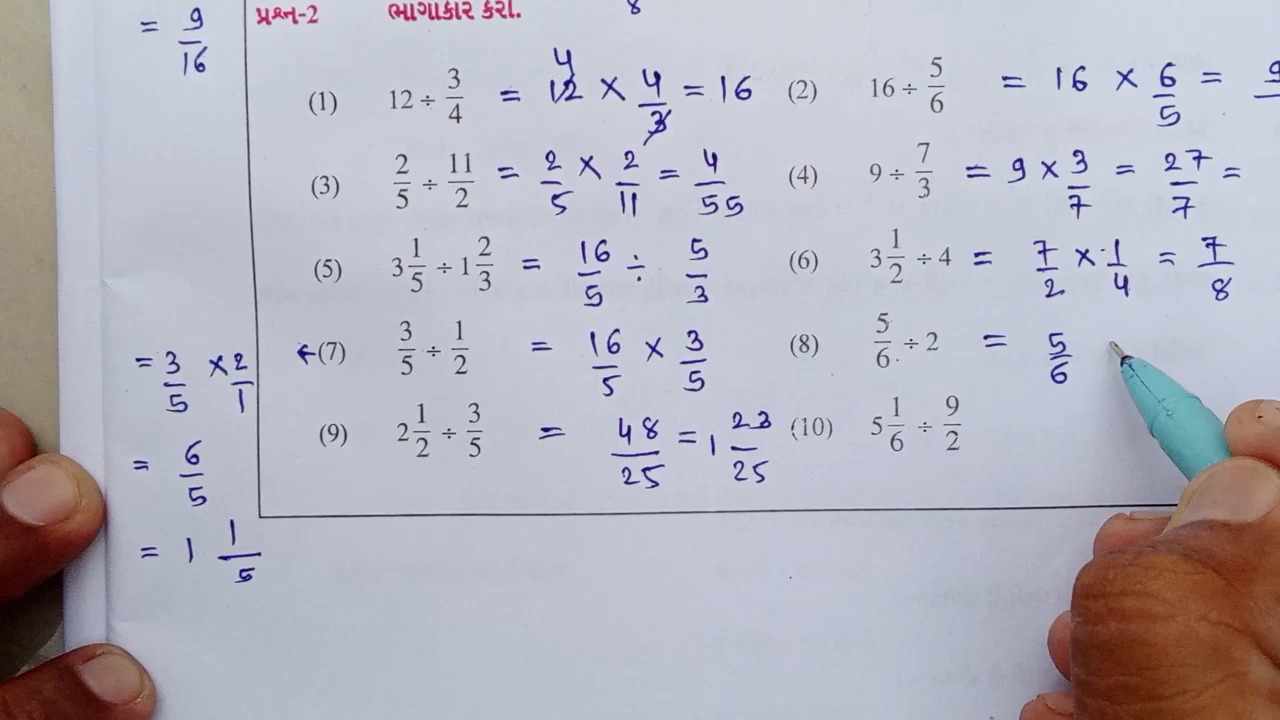 = 9/16
પ્રશ્ન-2 ભાગાકાર કરો. 8
(1) 12 ÷ 3/4 = 12 4 × 4/3 = 16
(2) 16 ÷ 5/6 = 16 × 6/5 = 9
(3) 2/5 ÷ 11/2 = 2/5 × 2/11 = 4/55
(4) 9 ÷ 7/3 = 9 × 3/7 = 27/7 =
(5) 3 1/5 ÷ 1 2/3 = 16/5 ÷ 5/3
(6) 3 1/2 ÷ 4 = 7/2 × 1/4 = 7/8
= 3/5 × 2/1 ← (7) 3/5 ÷ 1/2 = 16/5 × 3/5
(8) 5/6 ÷ 2 = 5/6
= 6/5
(9) 2 1/2 ÷ 3/5 = 48/25 = 1 23/25
(10) 5 1/6 ÷ 9/2
= 1 1/5